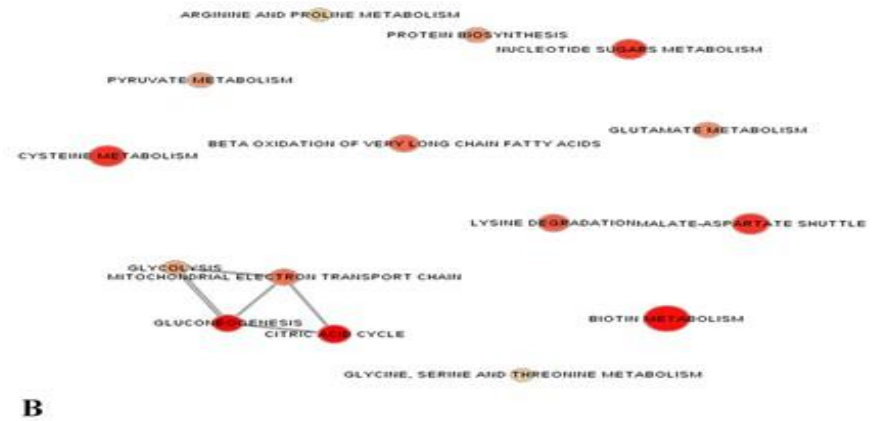 ARGININE AND PROLINE METABOLISM
PROTEIN BIOSYNTHESIS
NUCLEOTIDE SUGARS METABOLISM
PYRUVATE METABOLISM
GLUTAMATE METABOLISM
BETA OXIDATION OF VERY LONG CHAIN FATTY ACIDS
CYSTEINE METABOLISM
LYSINE DEGRADATION
MALATE-ASPARTATE SHUTTLE
GLYCOLYSIS
MITOCHONDRIAL ELECTRON TRANSPORT CHAIN
BIOTIN METABOLISM
GLUCONEOGENESIS
CITRIC ACID CYCLE
GLYCINE, SERINE AND THREONINE METABOLISM
B